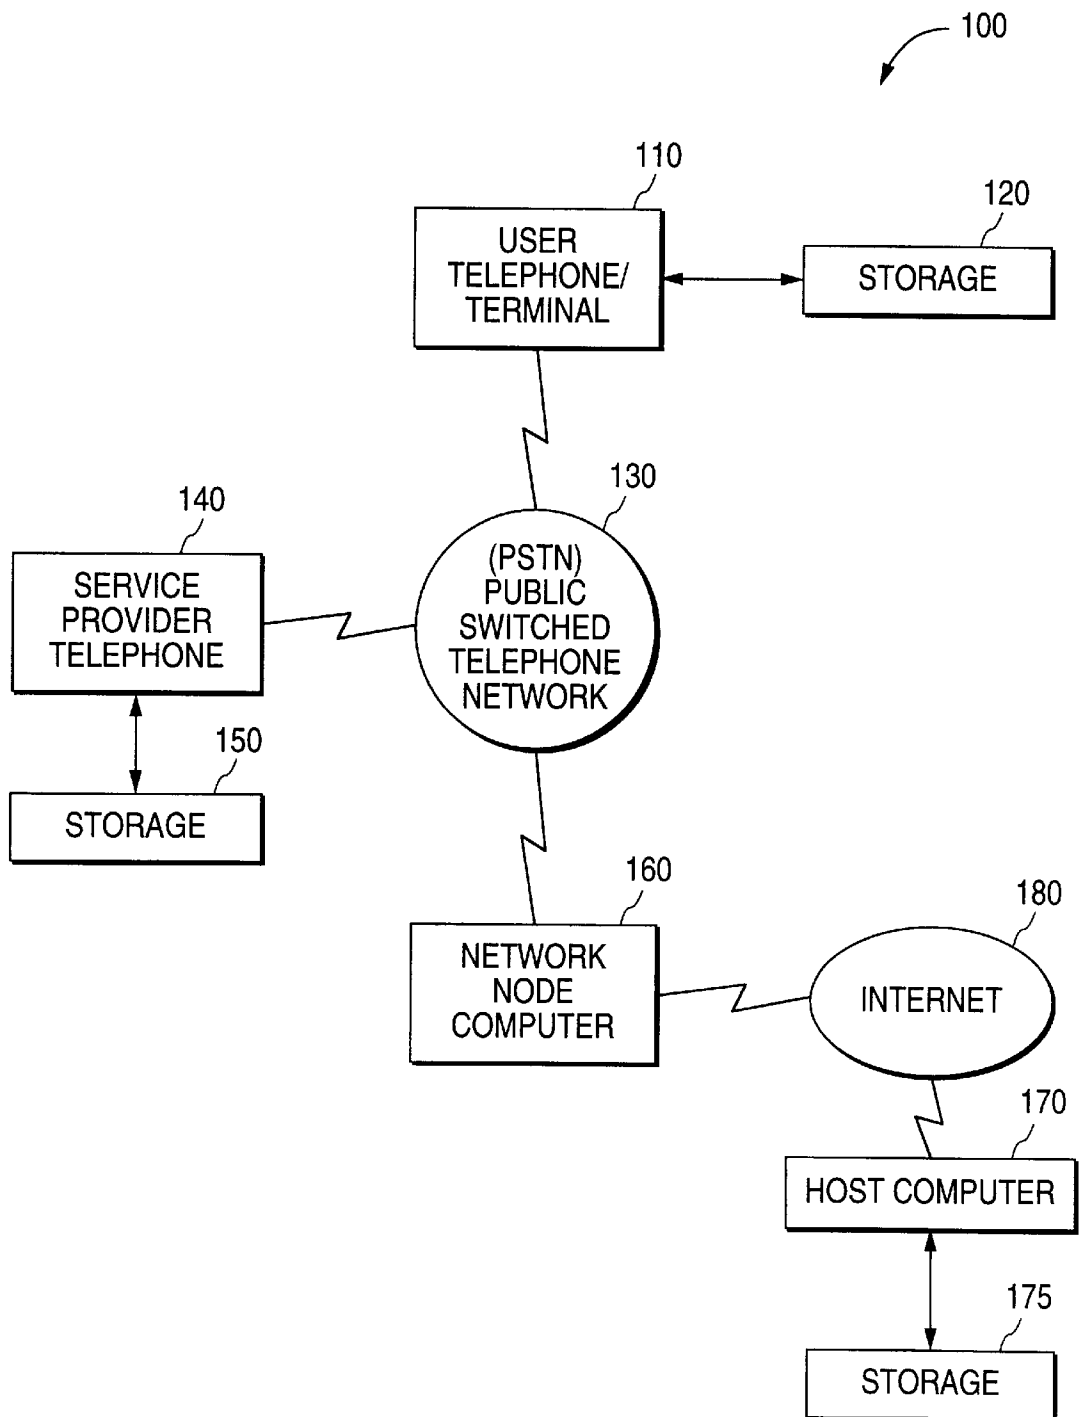 100
110
USER
TELEPHONE/
TERMINAL
120
STORAGE
130
(PSTN)
PUBLIC
SWITCHED
TELEPHONE
NETWORK
140
SERVICE
PROVIDER
TELEPHONE
150
STORAGE
160
NETWORK
NODE
COMPUTER
180
INTERNET
170
HOST COMPUTER
175
STORAGE